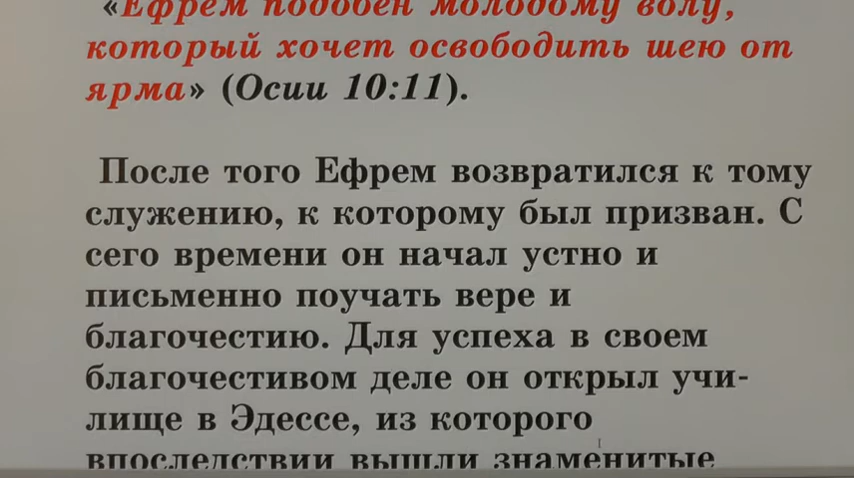 «Ефрем подобен молодому волу,
который хочет освободить шею от
ярма» (Осии 10:11).
После того Ефрем возвратился к тому
служению, к которому был призван. С
сего времени он начал устно и
письменно поучать вере и
благочестию. Для успеха в своем
благочестивом деле он открыл учи-
лище в Эдессе, из которого
впоследствии вышли знаменитые